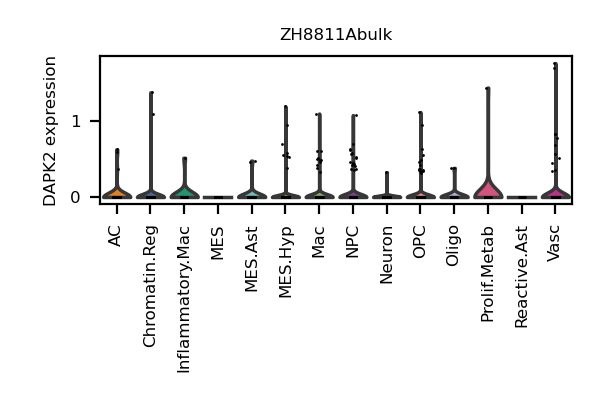 ZH8811Abulk
DAPK2 expression
1
0
AC
Chromatin.Reg
Inflammatory.Mac
MES
MES.Ast
MES.Hyp
Mac
NPC
Neuron
OPC
Oligo
Prolif.Metab
Reactive.Ast
Vasc